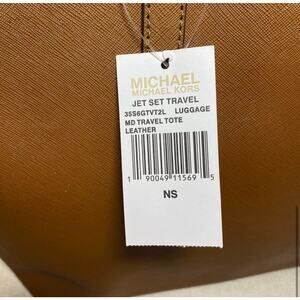 MICHAEL
MICHAEL KORS
JET SET TRAVEL
35S6GTVT2L LUGGAGE
MD TRAVEL TOTE
LEATHER
1 90049 11569 5
NS